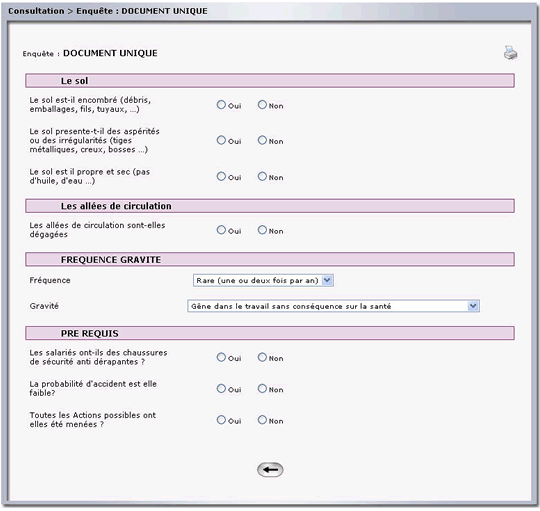 Consultation > Enquête : DOCUMENT UNIQUE
Enquête : DOCUMENT UNIQUE
Le sol
Le sol est-il encombré (débris,
emballages, fils, tuyaux, ...)
Oui Non
Le sol presente-t-il des aspérités
ou des irrégularités (tiges
métalliques, creux, bosses ...)
Oui Non
Le sol est il propre et sec (pas
d'huile, d'eau ...)
Oui Non
Les allées de circulation
Les allées de circulation sont-elles
dégagées
Oui Non
FREQUENCE GRAVITE
Fréquence Rare (une ou deux fois par an)
Gravité Gêne dans le travail sans conséquence sur la santé
PRE REQUIS
Les salariés ont-ils des chaussures
de sécurité anti dérapantes ?
Oui Non
La probabilité d'accident est elle
faible?
Oui Non
Toutes les Actions possibles ont
elles été menées ?
Oui Non